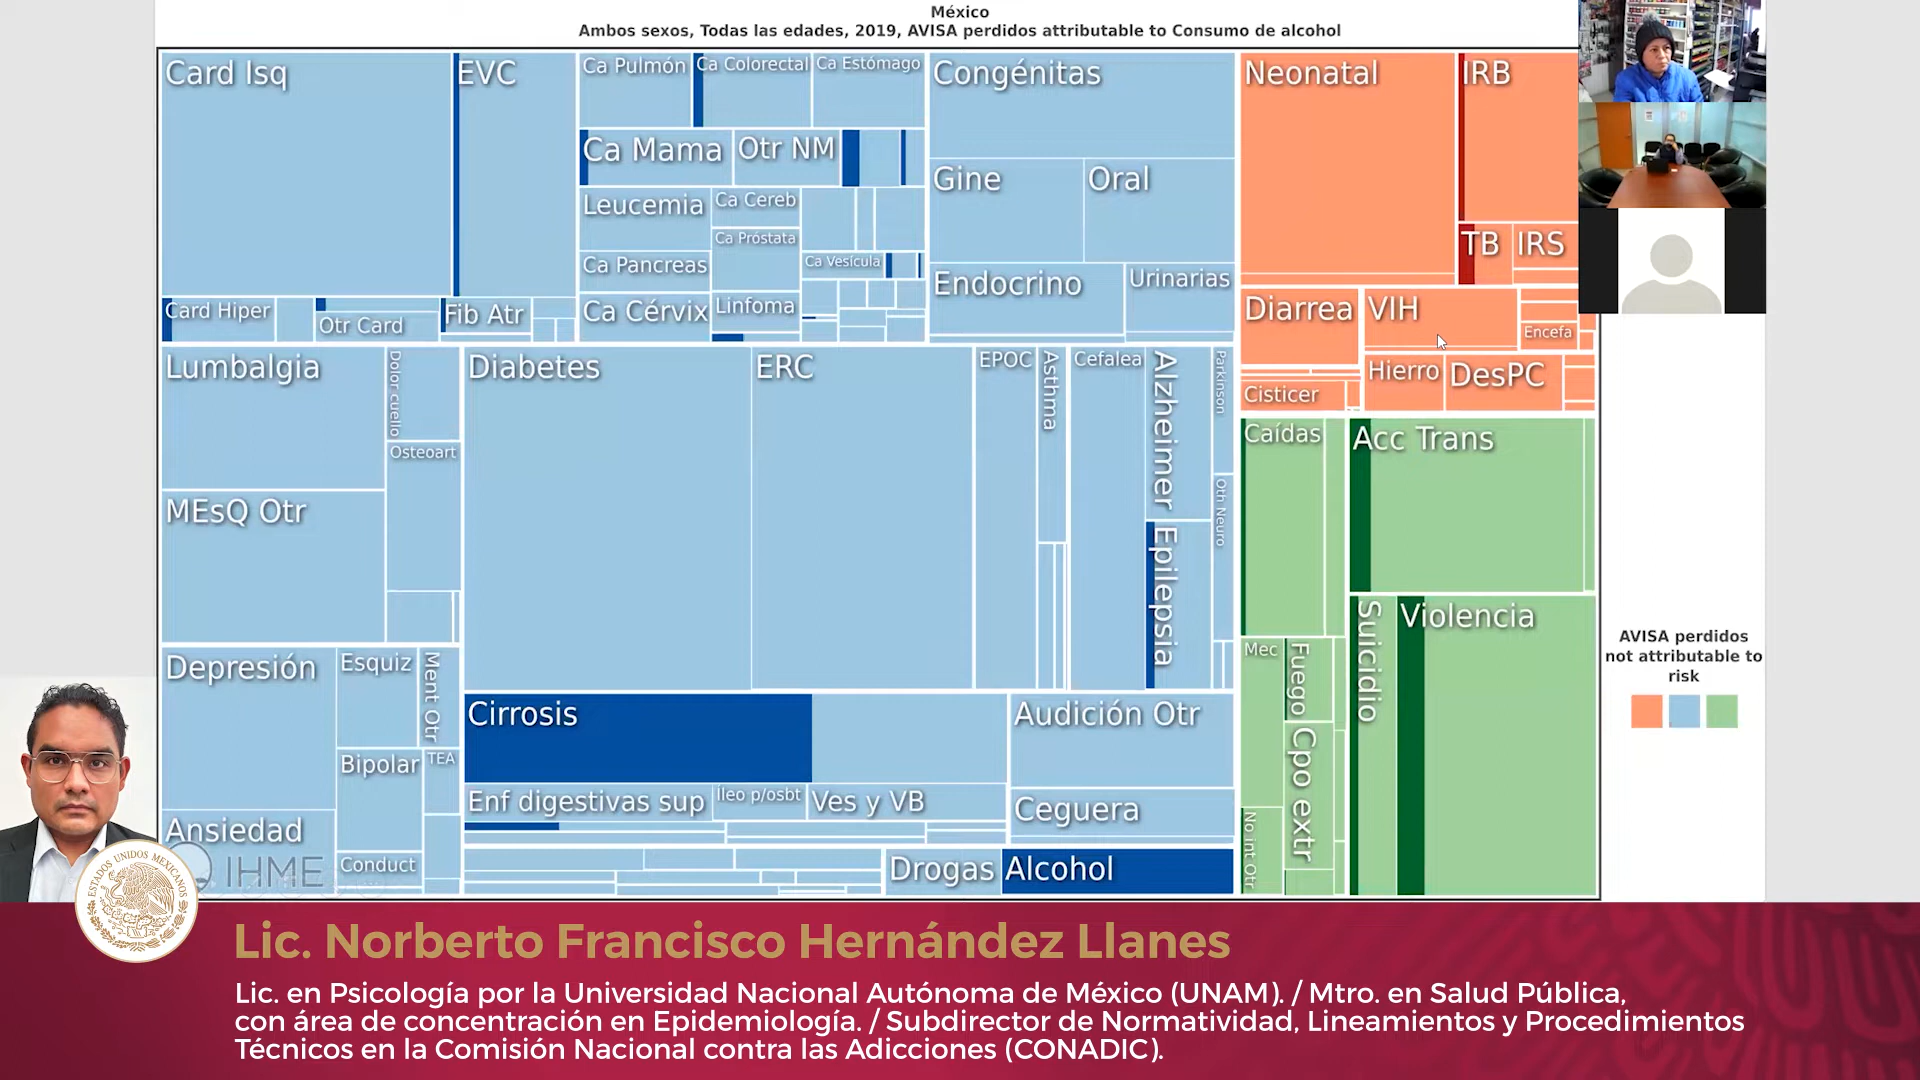 México
Ambos sexos, Todas las edades, 2019, AVISA perdidos attributable to Consumo de alcohol
Card Isq
EVC
Ca Pulmón
Ca Colorectal
Ca Estómago
Congénitas
Neonatal
IRB
Ca Mama
Otr NM
Gine
Oral
Leucemia
Ca Cereb
Ca Próstata
TB
IRS
Ca Pancreas
Ca Vesícula
Endocrino
Urinarias
Card Hiper
Otr Card
Fib Atr
Ca Cérvix
Linfoma
Diarrea
VIH
Encefa
Lumbalgia
Dolor cuello
Diabetes
ERC
EPOC
Asthma
Cefalea
Alzheimer
Parkinson
Hierro
DesPC
Cisticer
Osteoart
Caídas
Acc Trans
MEsQ Otr
Oth Neuro
Epilepsia
Suicidio
Violencia
AVISA perdidos
not attributable to
risk
Depresión
Esquiz
Ment Otr
Mec
Fuego
Cirrosis
Audición Otr
Cpo extr
Bipolar
TEA
Enf digestivas sup
Íleo p/osbt
Ves y VB
Ceguera
No int Otr
Ansiedad
Conduct
IHME
Drogas
Alcohol
ESTADOS UNIDOS MEXICANOS
Lic. Norberto Francisco Hernández Llanes
Lic. en Psicología por la Universidad Nacional Autónoma de México (UNAM). / Mtro. en Salud Pública,
con área de concentración en Epidemiología. / Subdirector de Normatividad, Lineamientos y Procedimientos
Técnicos en la Comisión Nacional contra las Adicciones (CONADIC).